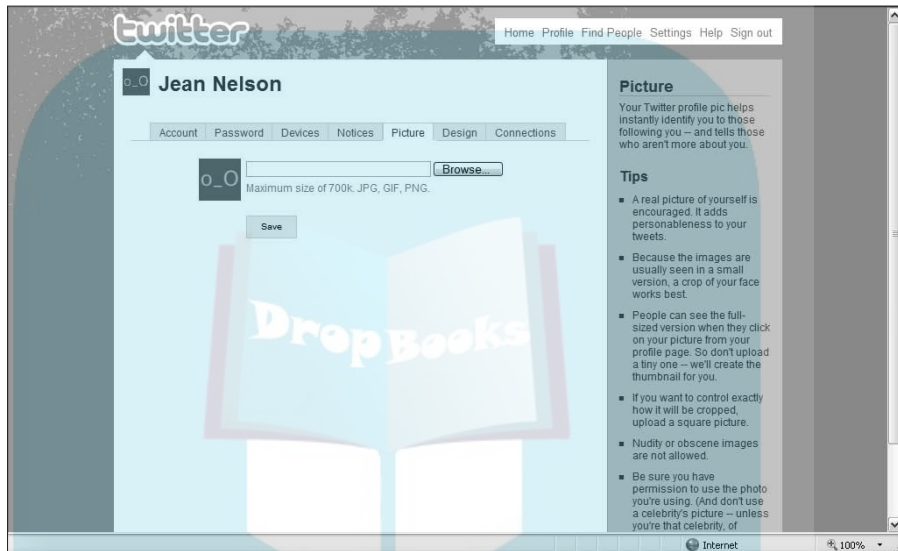 twitter
Home Profile Find People Settings Help Sign out
o_O Jean Nelson
Account Password Devices Notices Picture Design Connections
o_O
Browse...
Maximum size of 700k. JPG, GIF, PNG.
Save
DropBooks
Picture
Your Twitter profile pic helps
instantly identify you to those
following you -- and tells those
who aren't more about you.
Tips
A real picture of yourself is
encouraged. It adds
personableness to your
tweets.
Because the images are
usually seen in a small
version, a crop of your face
works best.
People can see the full-
sized version when they click
on your picture from your
profile page. So don't upload
a tiny one -- we'll create the
thumbnail for you.
If you want to control exactly
how it will be cropped,
upload a square picture.
Nudity or obscene images
are not allowed.
Be sure you have
permission to use the photo
you're using. (And don't use
a celebrity's picture -- unless
you're that celebrity, of
Internet 100%